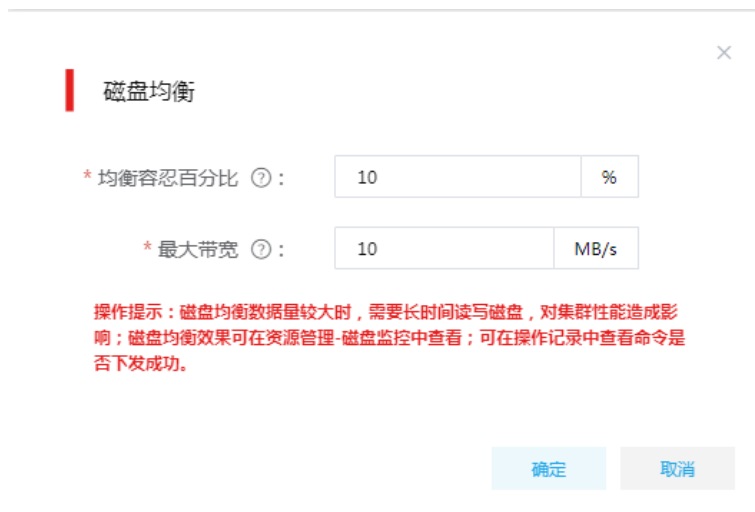 磁盘均衡
* 均衡容忍百分比 ? : 10 %
* 最大带宽 ? : 10 MB/s
操作提示：磁盘均衡数据量较大时，需要长时间读写磁盘，对集群性能造成影
响；磁盘均衡效果可在资源管理-磁盘监控中查看；可在操作记录中查看命令是
否下发成功。
确定 取消